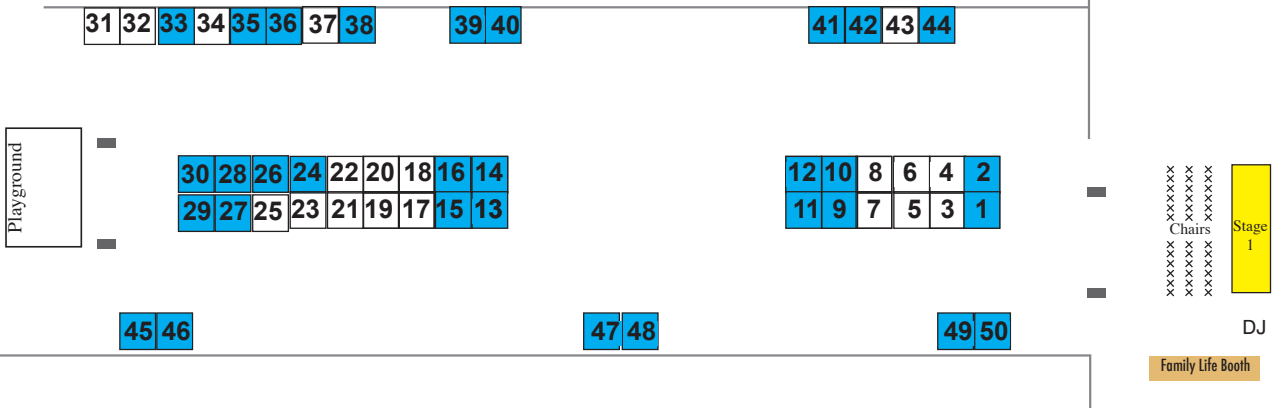 31 32 33 34 35 36 37 38 39 40 41 42 43 44
Playground
30 28 26 24 22 20 18 16 14 12 10 8 6 4 2
29 27 25 23 21 19 17 15 13 11 9 7 5 3 1
Chairs
Stage
1
45 46 47 48 49 50
DJ
Family Life Booth